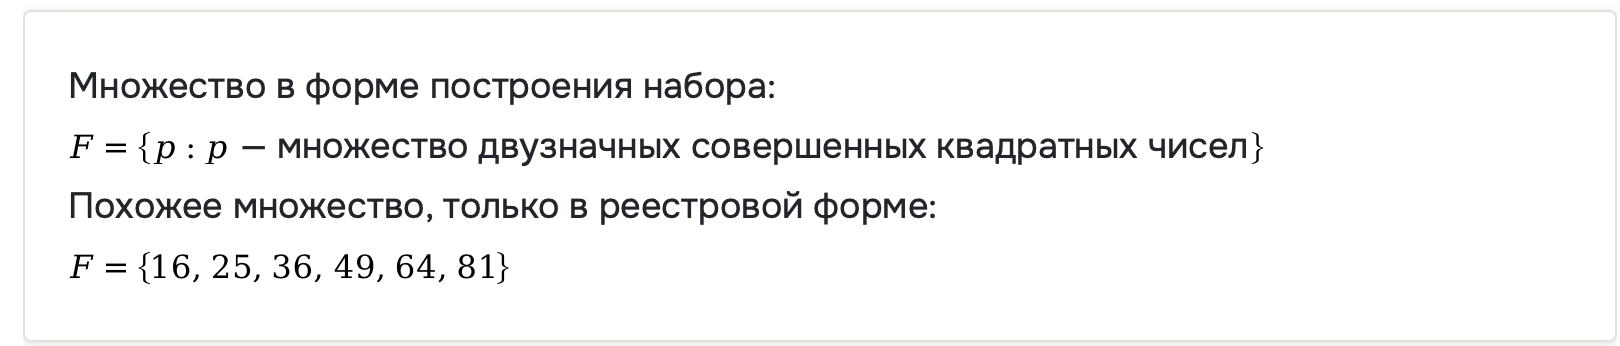 Множество в форме построения набора:
F = {p : p — множество двузначных совершенных квадратных чисел}
Похожее множество, только в реестровой форме:
F = {16, 25, 36, 49, 64, 81}